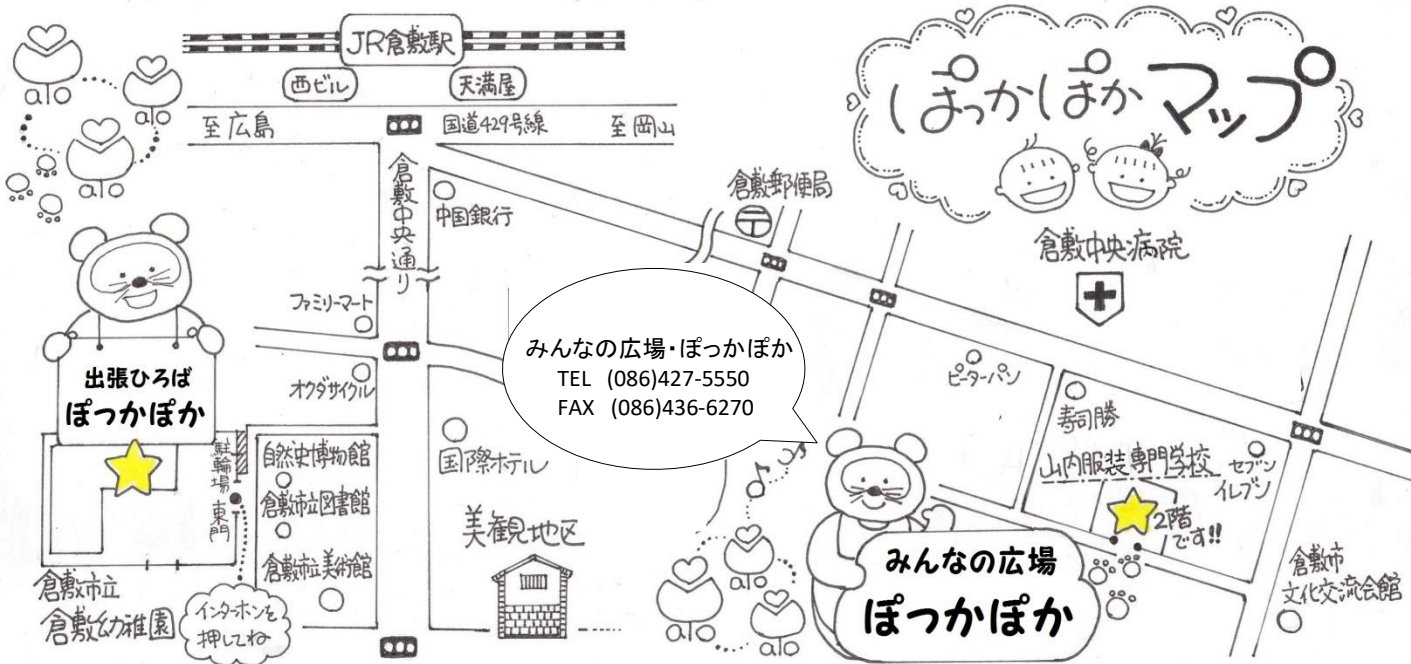 JR倉敷駅
西ビル
天満屋
至広島
国道429号線
至岡山
ぽっかぽかマップ
倉敷中央通り
中国銀行
倉敷郵便局
倉敷中央病院
ファミリーマート
オクダサイクル
出張ひろば
ぽっかぽか
駐輪場
東門
自然史博物館
倉敷市立図書館
倉敷市立美術館
国際ホテル
美観地区
倉敷市立
倉敷幼稚園
インターホンを
押してね
みんなの広場・ぽっかぽか
TEL (086)427-5550
FAX (086)436-6270
ピーターパン
寿司勝
山内服装専門学校
セブン
イレブン
2階
です!!
みんなの広場
ぽっかぽか
倉敷市
文化交流会館